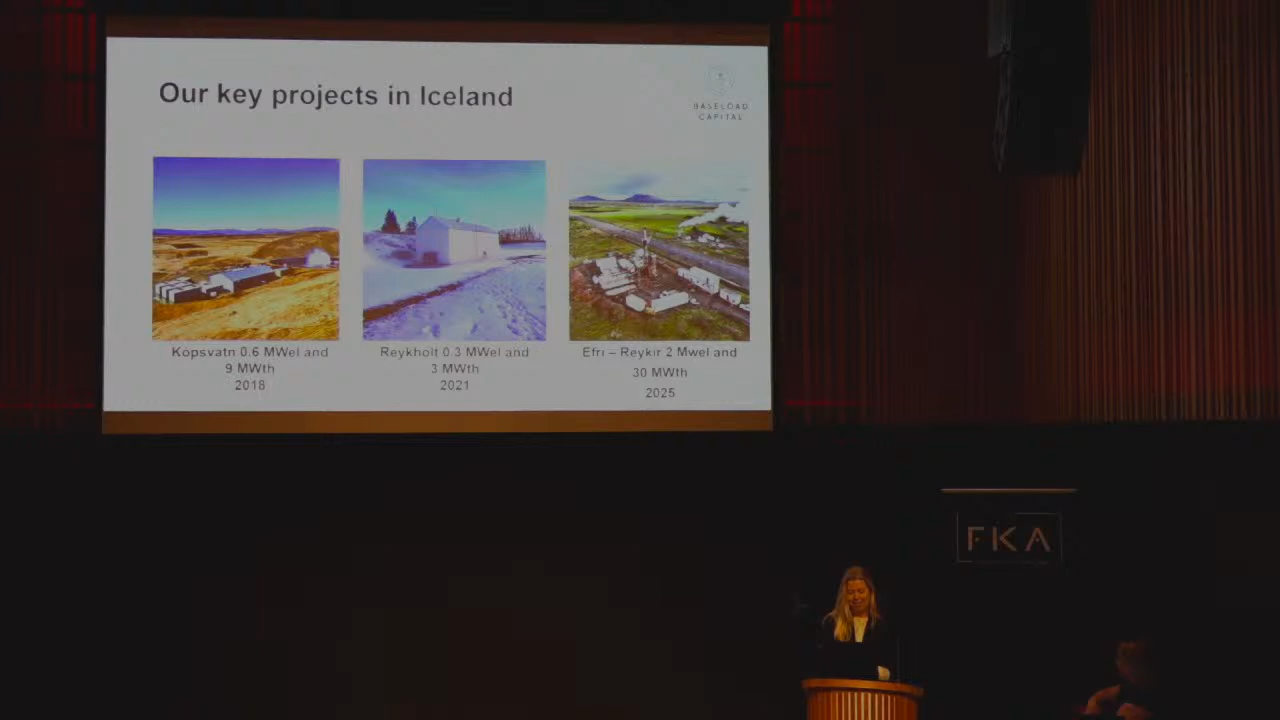 Our key projects in Iceland
BASELOAD
CAPITAL
Kopsvatn 0.6 MWel and
9 MWth
2018
Reykholt 0.3 MWel and
3 MWth
2021
Efri – Reykir 2 Mwel and
30 MWth
2025
FKA